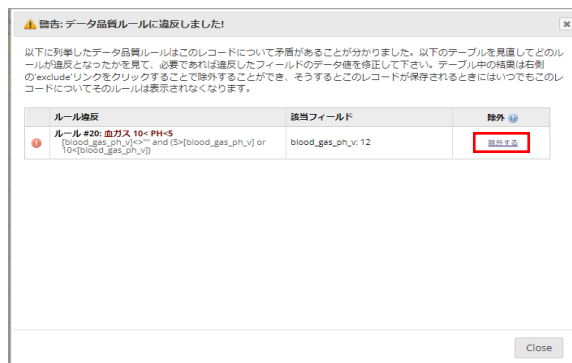 警告: データ品質ルールに違反しました!
以下に列挙したデータ品質ルールはこのレコードについて矛盾があることが分かりました。以下のテーブルを見直してどのル
ールが違反となったかを見て、必要であれば違反したフィールドのデータ値を修正して下さい。テーブル中の結果は右側
の'exclude'リンクをクリックすることで除外することができ、そうするとこのレコードが保存されるときにはいつでもこのレ
コードについてそのルールは表示されなくなります。
ルール違反 該当フィールド 除外
ルール #20: 血ガス 10< PH<5
[blood_gas_ph_v]<>"" and (5>[blood_gas_ph_v] or
10<[blood_gas_ph_v])
blood_gas_ph_v: 12
除外する
Close